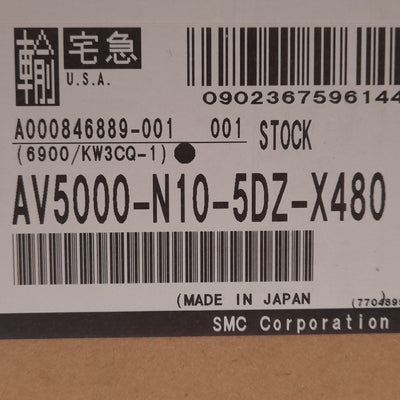 輸 宅急
U.S.A.
0902367596144
A000846889-001 001 STOCK
(6900/KW3CQ-1)
AV5000-N10-5DZ-X480
(MADE IN JAPAN
SMC Corporation